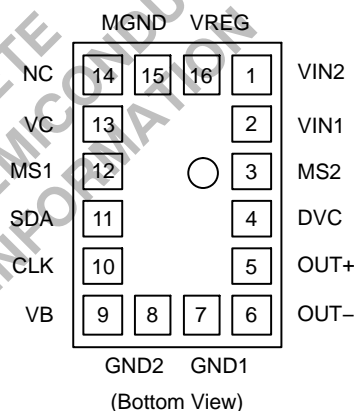 MGND VREG
NC 14 15 16 1 VIN2
VC 13 2 VIN1
MS1 12 3 MS2
SDA 11 4 DVC
CLK 10 5 OUT+
VB 9 8 7 6 OUT−
GND2 GND1
(Bottom View)